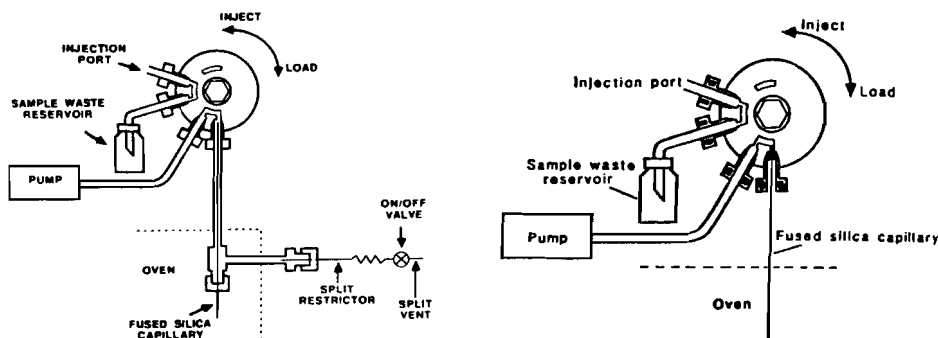 INJECT
INJECTION
PORT
LOAD
SAMPLE WASTE
RESERVOIR
PUMP
ON/OFF
VALVE
OVEN
SPLIT
RESTRICTOR
SPLIT
VENT
FUSED SILICA
CAPILLARY
Inject
Injection port
Load
Sample waste
reservoir
Pump
Fused silica capillary
Oven